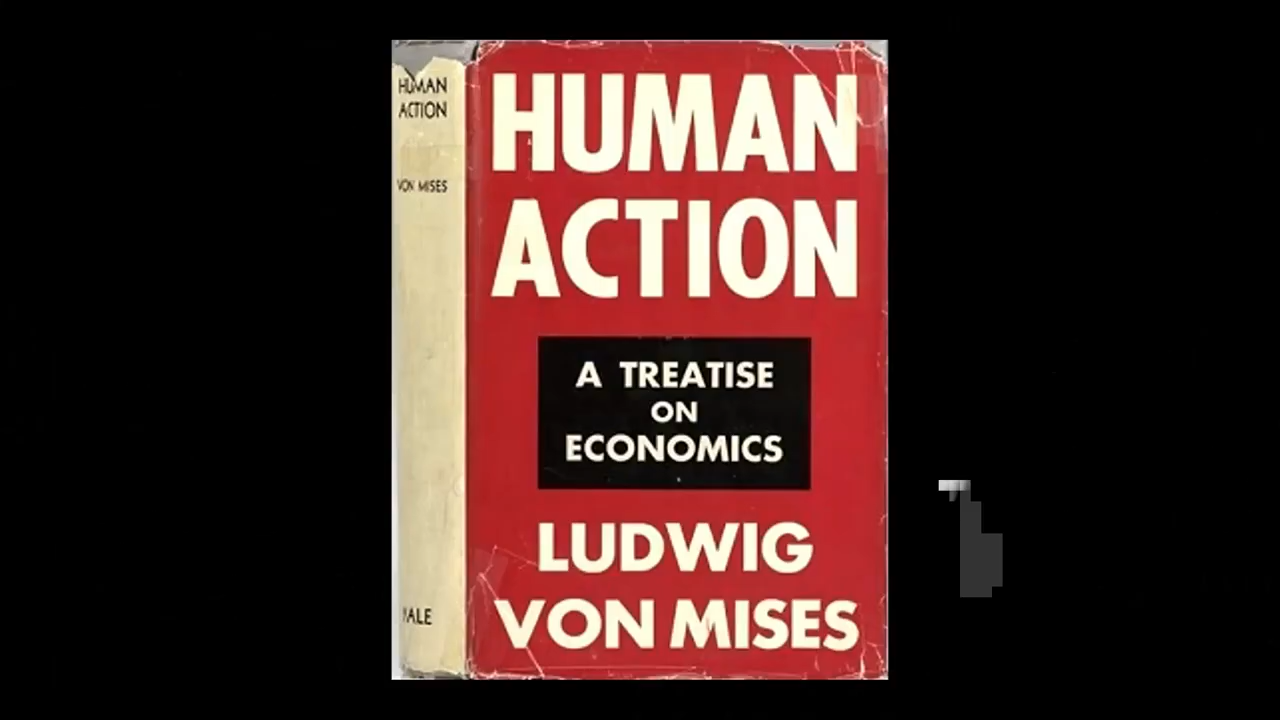 HUMAN
ACTION
VON MISES
YALE
HUMAN
ACTION
A TREATISE
ON
ECONOMICS
LUDWIG
VON MISES